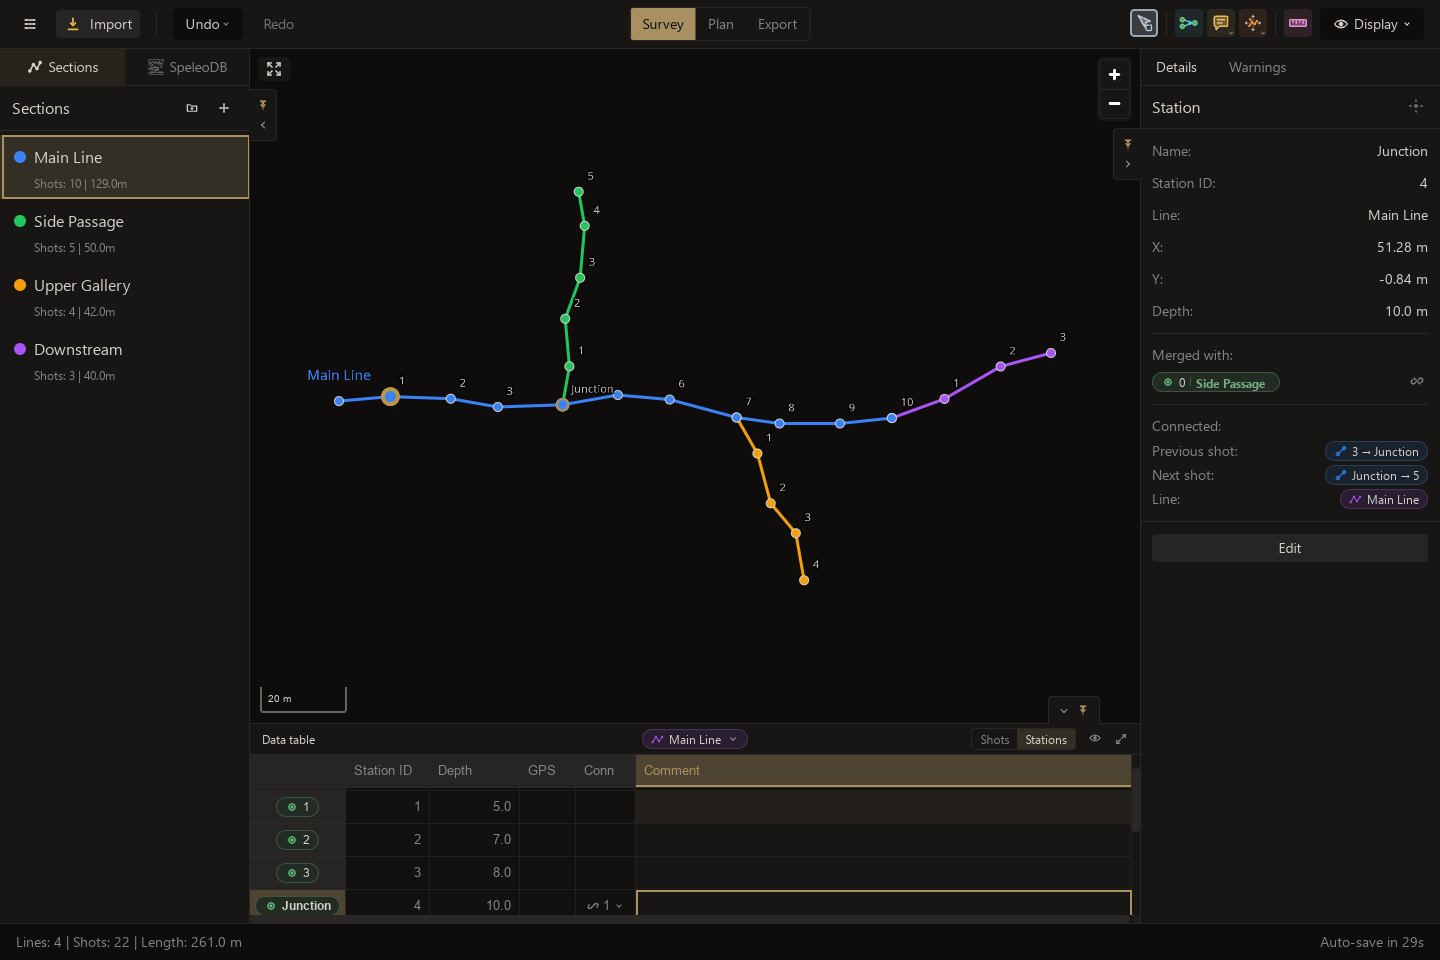 Import
Undo
Redo
Survey
Plan
Export
Display
Sections
SpeleoDB
Sections
Main Line
Shots: 10 | 129.0m
Side Passage
Shots: 5 | 50.0m
Upper Gallery
Shots: 4 | 42.0m
Downstream
Shots: 3 | 40.0m
5
4
3
2
1
Main Line
1
2
3
Junction
6
7
8
9
10
1
2
3
1
2
3
4
20 m
Details
Warnings
Station
Name: Junction
Station ID: 4
Line: Main Line
X: 51.28 m
Y: -0.84 m
Depth: 10.0 m
Merged with:
0 Side Passage
Connected:
Previous shot: 3 → Junction
Next shot: Junction → 5
Line: Main Line
Edit
Data table
Main Line
Shots
Stations
Station ID Depth GPS Conn Comment
1 1 5.0
2 2 7.0
3 3 8.0
Junction 4 10.0 1
Lines: 4 | Shots: 22 | Length: 261.0 m
Auto-save in 29s